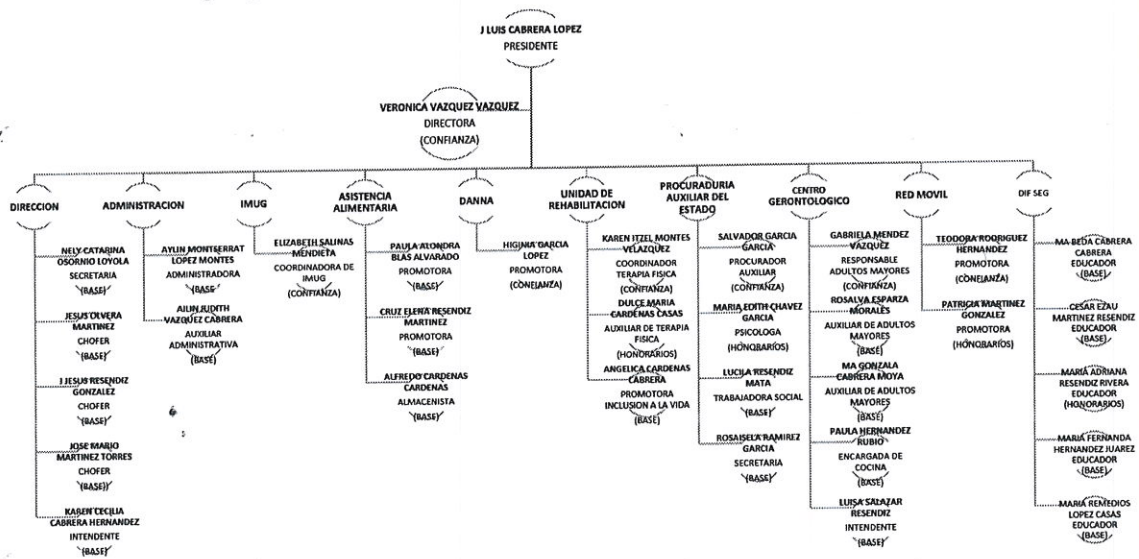 J LUIS CABRERA LOPEZ
PRESIDENTE
VERONICA VAZQUEZ VAZQUEZ
DIRECTORA
(CONFIANZA)
DIRECCION
NELY CATARINA
OSORNIO LOYOLA
SECRETARIA
(BASE)
JESUS OLVERA
MARTINEZ
CHOFER
(BASE)
J JESUS RESENDIZ
GONZALEZ
CHOFER
(BASE)
JOSE MARIO
MARTINEZ TORRES
CHOFER
(BASE))
KAREN CECILIA
CABRERA HERNANDEZ
INTENDENTE
(BASE)
ADMINISTRACION
AYLIN MONTSERRAT
LOPEZ MONTES
ADMINISTRADORA
(BASE
AILIN JUDITH
VAZQUEZ CABRERA
AUXILIAR
ADMINISTRATIVA
(BASE)
IMUG
ELIZABETH SALINAS
MENDIETA
COORDINADORA DE
IMUG
(CONFIANZA)
ASISTENCIA
ALIMENTARIA
PAULA ALONDRA
BLAS ALVARADO
PROMOTORA
(BASE)
CRUZ ELENA RESENDIZ
MARTINEZ
PROMOTORA
(BASE)
ALFREDO CARDENAS
CARDENAS
ALMACENISTA
(BASE)
DANNA
HIGINIA GARCIA
LOPEZ
PROMOTORA
(CONFIANZA)
UNIDAD DE
REHABILITACION
KAREN ITZEL MONTES
VELAZQUEZ
COORDINADOR
TERAPIA FISICA
(CONFIANZA)
DULCE MARIA
CARDENAS CASAS
AUXILIAR DE TERAPIA
FISICA
(HONORARIOS)
ANGELICA CARDENAS
CABRERA
PROMOTORA
INCLUSION A LA VIDA
(BASE)
PROCURADURIA
AUXILIAR DEL
ESTADO
SALVADOR GARCIA
GARCIA
PROCURADOR
AUXILIAR
(CONFIANZA)
MARIA EDITH CHAVEZ
GARCIA
PSICOLOGA
(HONORARIOS)
LUCILA RESENDIZ
MATA
TRABAJADORA SOCIAL
(BASE)
ROSAISELA RAMIREZ
GARCIA
SECRETARIA
(BASE)
CENTRO
GERONTOLOGICO
GABRIELA MENDEZ
VAZQUEZ
RESPONSABLE
ADULTOS MAYORES
(CONFIANZA)
ROSALVA ESPARZA
MORALES
AUXILIAR DE ADULTOS
MAYORES
(BASE)
MA GONZALA
CABRERA MOYA
AUXILIAR DE ADULTOS
MAYORES
(BASE)
PAULA HERNANDEZ
RUBIO
ENCARGADA DE
COCINA
(BASE)
LUISA SALAZAR
RESENDIZ
INTENDENTE
(BASE)
RED MOVIL
TEODORA RODRIGUEZ
HERNANDEZ
PROMOTORA
(CONFIANZA)
PATRICIA MARTINEZ
GONZALEZ
PROMOTORA
(HONORARIOS)
DIF SEG
MA BEDA CABRERA
CABRERA
EDUCADOR
(BASE)
CESAR EZAU
MARTINEZ RESENDIZ
EDUCADOR
(BASE)
MARIA ADRIANA
RESENDIZ RIVERA
EDUCADOR
(HONORARIOS)
MARIA FERNANDA
HERNANDEZ JUAREZ
EDUCADOR
(BASE)
MARIA REMEDIOS
LOPEZ CASAS
EDUCADOR
(BASE)